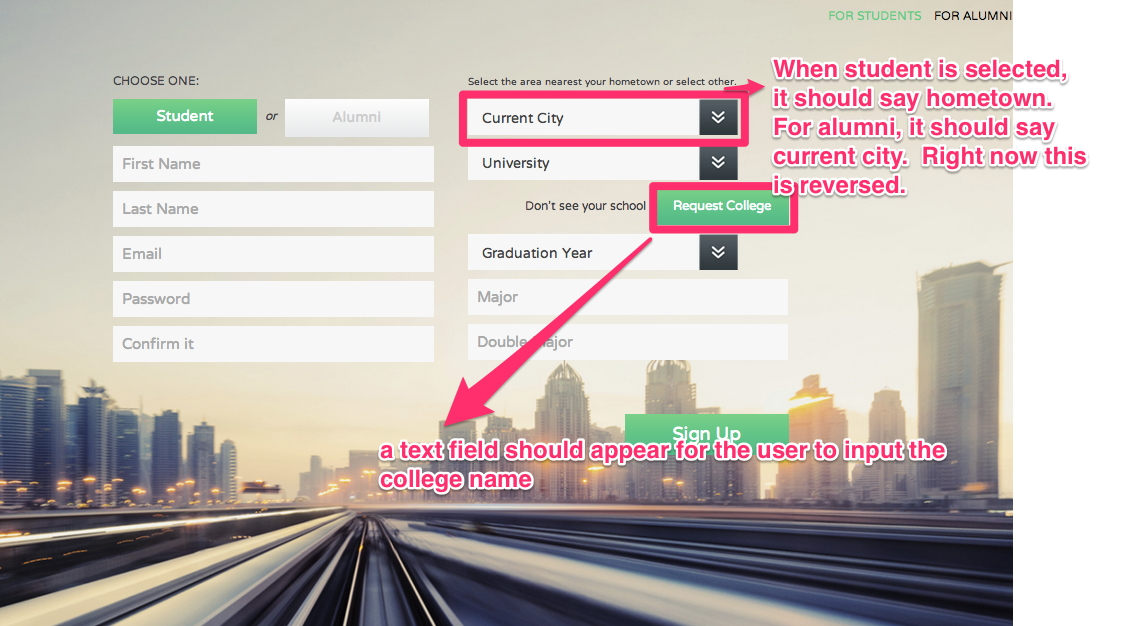 FOR STUDENTS FOR ALUMNI
CHOOSE ONE:
Student or Alumni
First Name
Last Name
Email
Password
Confirm it
Select the area nearest your hometown or select other.
Current City
University
Don't see your school Request College
Graduation Year
Major
Double Major
Sign Up
When student is selected,
it should say hometown.
For alumni, it should say
current city. Right now this
is reversed.
a text field should appear for the user to input the
college name